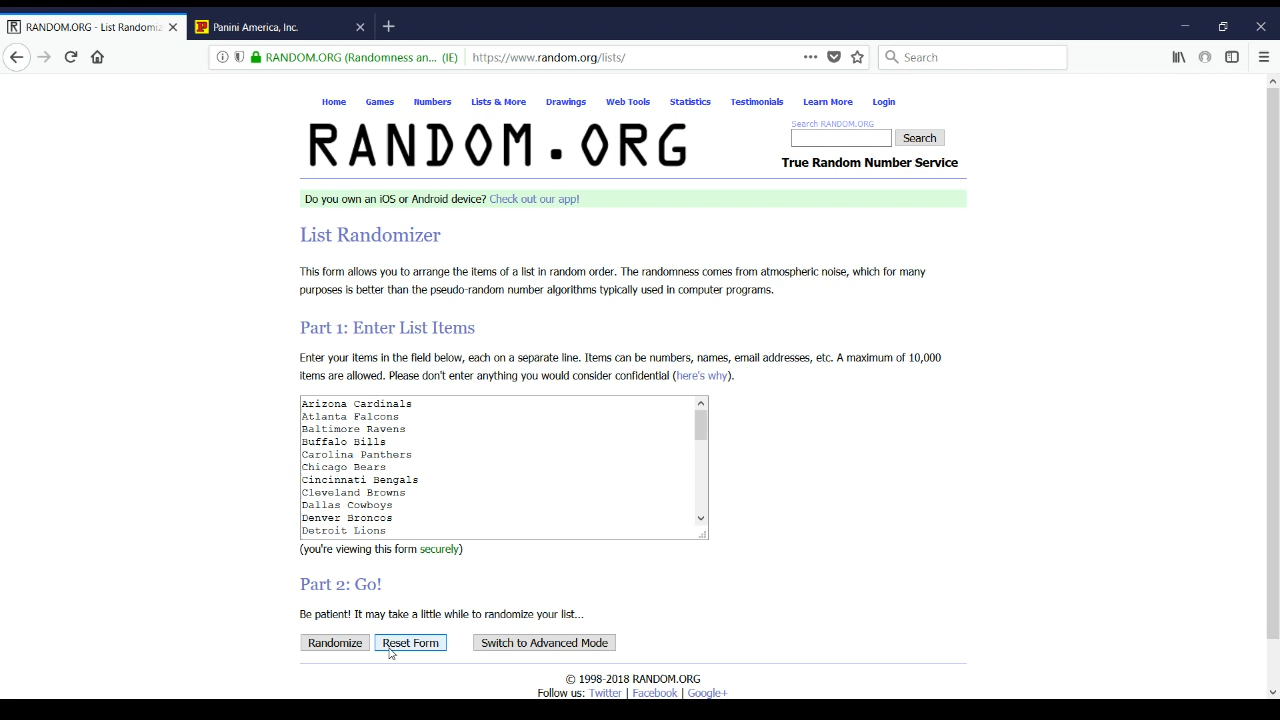 RANDOM.ORG - List Randomiz
Panini America, Inc.
RANDOM.ORG (Randomness an... (IE)
https://www.random.org/lists/
Search
Home Games Numbers Lists & More Drawings Web Tools Statistics Testimonials Learn More Login
RANDOM.ORG
Search RANDOM.ORG
Search
True Random Number Service
Do you own an iOS or Android device? Check out our app!
List Randomizer
This form allows you to arrange the items of a list in random order. The randomness comes from atmospheric noise, which for many
purposes is better than the pseudo-random number algorithms typically used in computer programs.
Part 1: Enter List Items
Enter your items in the field below, each on a separate line. Items can be numbers, names, email addresses, etc. A maximum of 10,000
items are allowed. Please don't enter anything you would consider confidential (here's why).
Arizona Cardinals
Atlanta Falcons
Baltimore Ravens
Buffalo Bills
Carolina Panthers
Chicago Bears
Cincinnati Bengals
Cleveland Browns
Dallas Cowboys
Denver Broncos
Detroit Lions
(you're viewing this form securely)
Part 2: Go!
Be patient! It may take a little while to randomize your list...
Randomize Reset Form Switch to Advanced Mode
© 1998-2018 RANDOM.ORG
Follow us: Twitter | Facebook | Google+